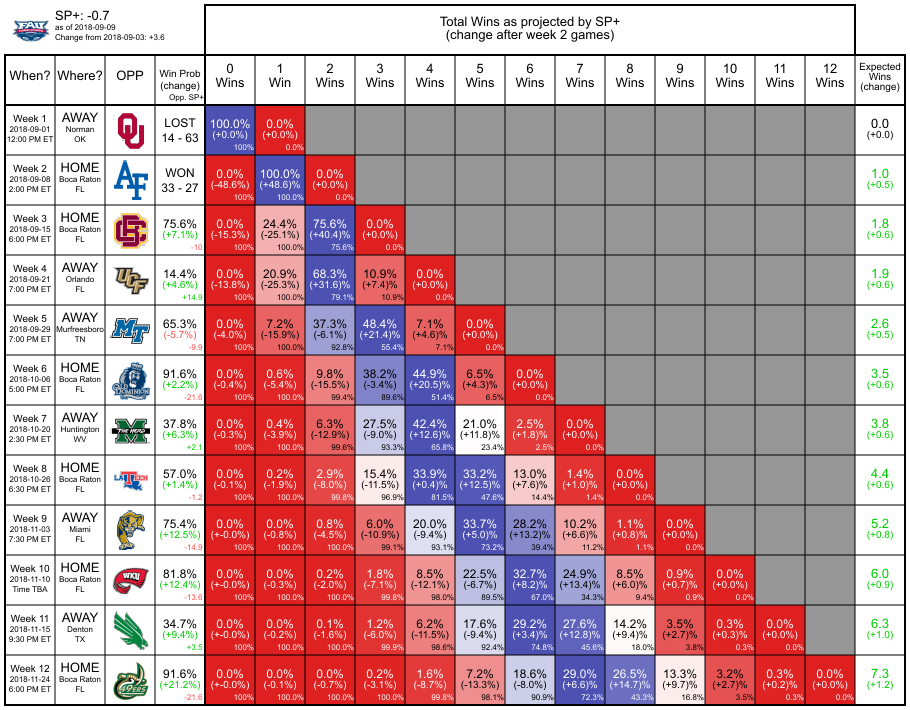 FAU
SP+: -0.7
as of 2018-09-09
Change from 2018-09-03: +3.6
Total Wins as projected by SP+
(change after week 2 games)
When? Where? OPP Win Prob (change) Opp. SP+ 0 Wins 1 Win 2 Wins 3 Wins 4 Wins 5 Wins 6 Wins 7 Wins 8 Wins 9 Wins 10 Wins 11 Wins 12 Wins Expected Wins (change)
Week 1 AWAY LOST 100.0% 0.0% 0.0
2018-09-01 Norman 14 - 63 (+0.0%) (+0.0%) (+0.0)
12:00 PM ET OK 100% 0.0%
Week 2 HOME AF WON 0.0% 100.0% 0.0% 1.0
2018-09-08 Boca Raton 33 - 27 (-48.6%) (+48.6)% (+0.0%) (+0.5)
2:00 PM ET FL 100% 100.0% 0.0%
Week 3 HOME 75.6% 0.0% 24.4% 75.6% 0.0% 1.8
2018-09-15 Boca Raton (+7.1%) (-15.3%) (-25.1%) (+40.4)% (+0.0%) (+0.6)
6:00 PM ET FL -10 100% 100.0% 75.6% 0.0%
Week 4 AWAY UCF 14.4% 0.0% 20.9% 68.3% 10.9% 0.0% 1.9
2018-09-21 Orlando (+4.6%) (-13.8%) (-25.3%) (+31.6)% (+7.4)% (+0.0%) (+0.6)
7:00 PM ET FL +14.9 100% 100.0% 79.1% 10.9% 0.0%
Week 5 AWAY MT 65.3% 0.0% 7.2% 37.3% 48.4% 7.1% 0.0% 2.6
2018-09-29 Murfreesboro (-5.7%) (-4.0%) (-15.9%) (-6.1%) (+21.4)% (+4.6)% (+0.0%) (+0.5)
7:00 PM ET TN -9.9 100% 100.0% 92.8% 55.4% 7.1% 0.0%
Week 6 HOME DOMINION 91.6% 0.0% 0.6% 9.8% 38.2% 44.9% 6.5% 0.0% 3.5
2018-10-06 Boca Raton (+2.2%) (-0.4%) (-5.4%) (-15.5%) (-3.4%) (+20.5)% (+4.3)% (+0.0%) (+0.6)
5:00 PM ET FL -21.6 100% 100.0% 99.4% 89.6% 51.4% 6.5% 0.0%
Week 7 AWAY THE HERD 37.8% 0.0% 0.4% 6.3% 27.5% 42.4% 21.0% 2.5% 0.0% 3.8
2018-10-20 Huntington (+6.3%) (-0.3%) (-3.9%) (-12.9%) (-9.0%) (+12.6)% (+11.8)% (+1.8)% (+0.0%) (+0.6)
2:30 PM ET WV +2.1 100% 100.0% 99.6% 93.3% 65.8% 23.4% 2.5% 0.0%
Week 8 HOME LA TECH 57.0% 0.0% 0.2% 2.9% 15.4% 33.9% 33.2% 13.0% 1.4% 0.0% 4.4
2018-10-26 Boca Raton (+1.4%) (-0.1%) (-1.9%) (-8.0%) (-11.5%) (+0.4)% (+12.5)% (+7.6)% (+1.0)% (+0.0%) (+0.6)
6:30 PM ET FL -1.2 100% 100.0% 99.8% 96.9% 81.5% 47.6% 14.4% 1.4% 0.0%
Week 9 AWAY 75.4% 0.0% 0.0% 0.8% 6.0% 20.0% 33.7% 28.2% 10.2% 1.1% 0.0% 5.2
2018-11-03 Miami (+12.5%) (+-0.0%) (-0.8%) (-4.5%) (-10.9%) (-9.4%) (+5.0)% (+13.2)% (+6.6)% (+0.8)% (+0.0%) (+0.8)
7:30 PM ET FL -14.9 100% 100.0% 100.0% 99.1% 93.1% 73.2% 39.4% 11.2% 1.1% 0.0%
Week 10 HOME WKU 81.8% 0.0% 0.0% 0.2% 1.8% 8.5% 22.5% 32.7% 24.9% 8.5% 0.9% 0.0% 6.0
2018-11-10 Boca Raton (+12.4%) (+-0.0%) (-0.3%) (-2.0%) (-7.1%) (-12.1%) (-6.7%) (+8.2)% (+13.4)% (+6.0)% (+0.7)% (+0.0%) (+0.9)
Time TBA FL -13.6 100% 100.0% 100.0% 99.8% 98.0% 89.5% 67.0% 34.3% 9.4% 0.9% 0.0%
Week 11 AWAY 34.7% 0.0% 0.0% 0.1% 1.2% 6.2% 17.6% 29.2% 27.6% 14.2% 3.5% 0.3% 0.0% 6.3
2018-11-15 Denton (+9.4%) (+-0.0%) (-0.2%) (-1.6%) (-6.0%) (-11.5%) (-9.4%) (+3.4)% (+12.8)% (+9.4)% (+2.7)% (+0.3)% (+0.0%) (+1.0)
9:30 PM ET TX +3.5 100% 100.0% 100.0% 99.9% 98.6% 92.4% 74.8% 45.6% 18.0% 3.8% 0.3% 0.0%
Week 12 HOME 49ERS 91.6% 0.0% 0.0% 0.0% 0.2% 1.6% 7.2% 18.6% 29.0% 26.5% 13.3% 3.2% 0.3% 0.0% 7.3
2018-11-24 Boca Raton (+21.2%) (+-0.0%) (-0.1%) (-0.7%) (-3.1%) (-8.7%) (-13.3%) (-8.0%) (+6.6)% (+14.7)% (+9.7)% (+2.7)% (+0.2)% (+0.0%) (+1.2)
6:00 PM ET FL -21.6 100% 100.0% 100.0% 100.0% 99.8% 98.1% 90.9% 72.3% 43.3% 16.8% 3.5% 0.3% 0.0%